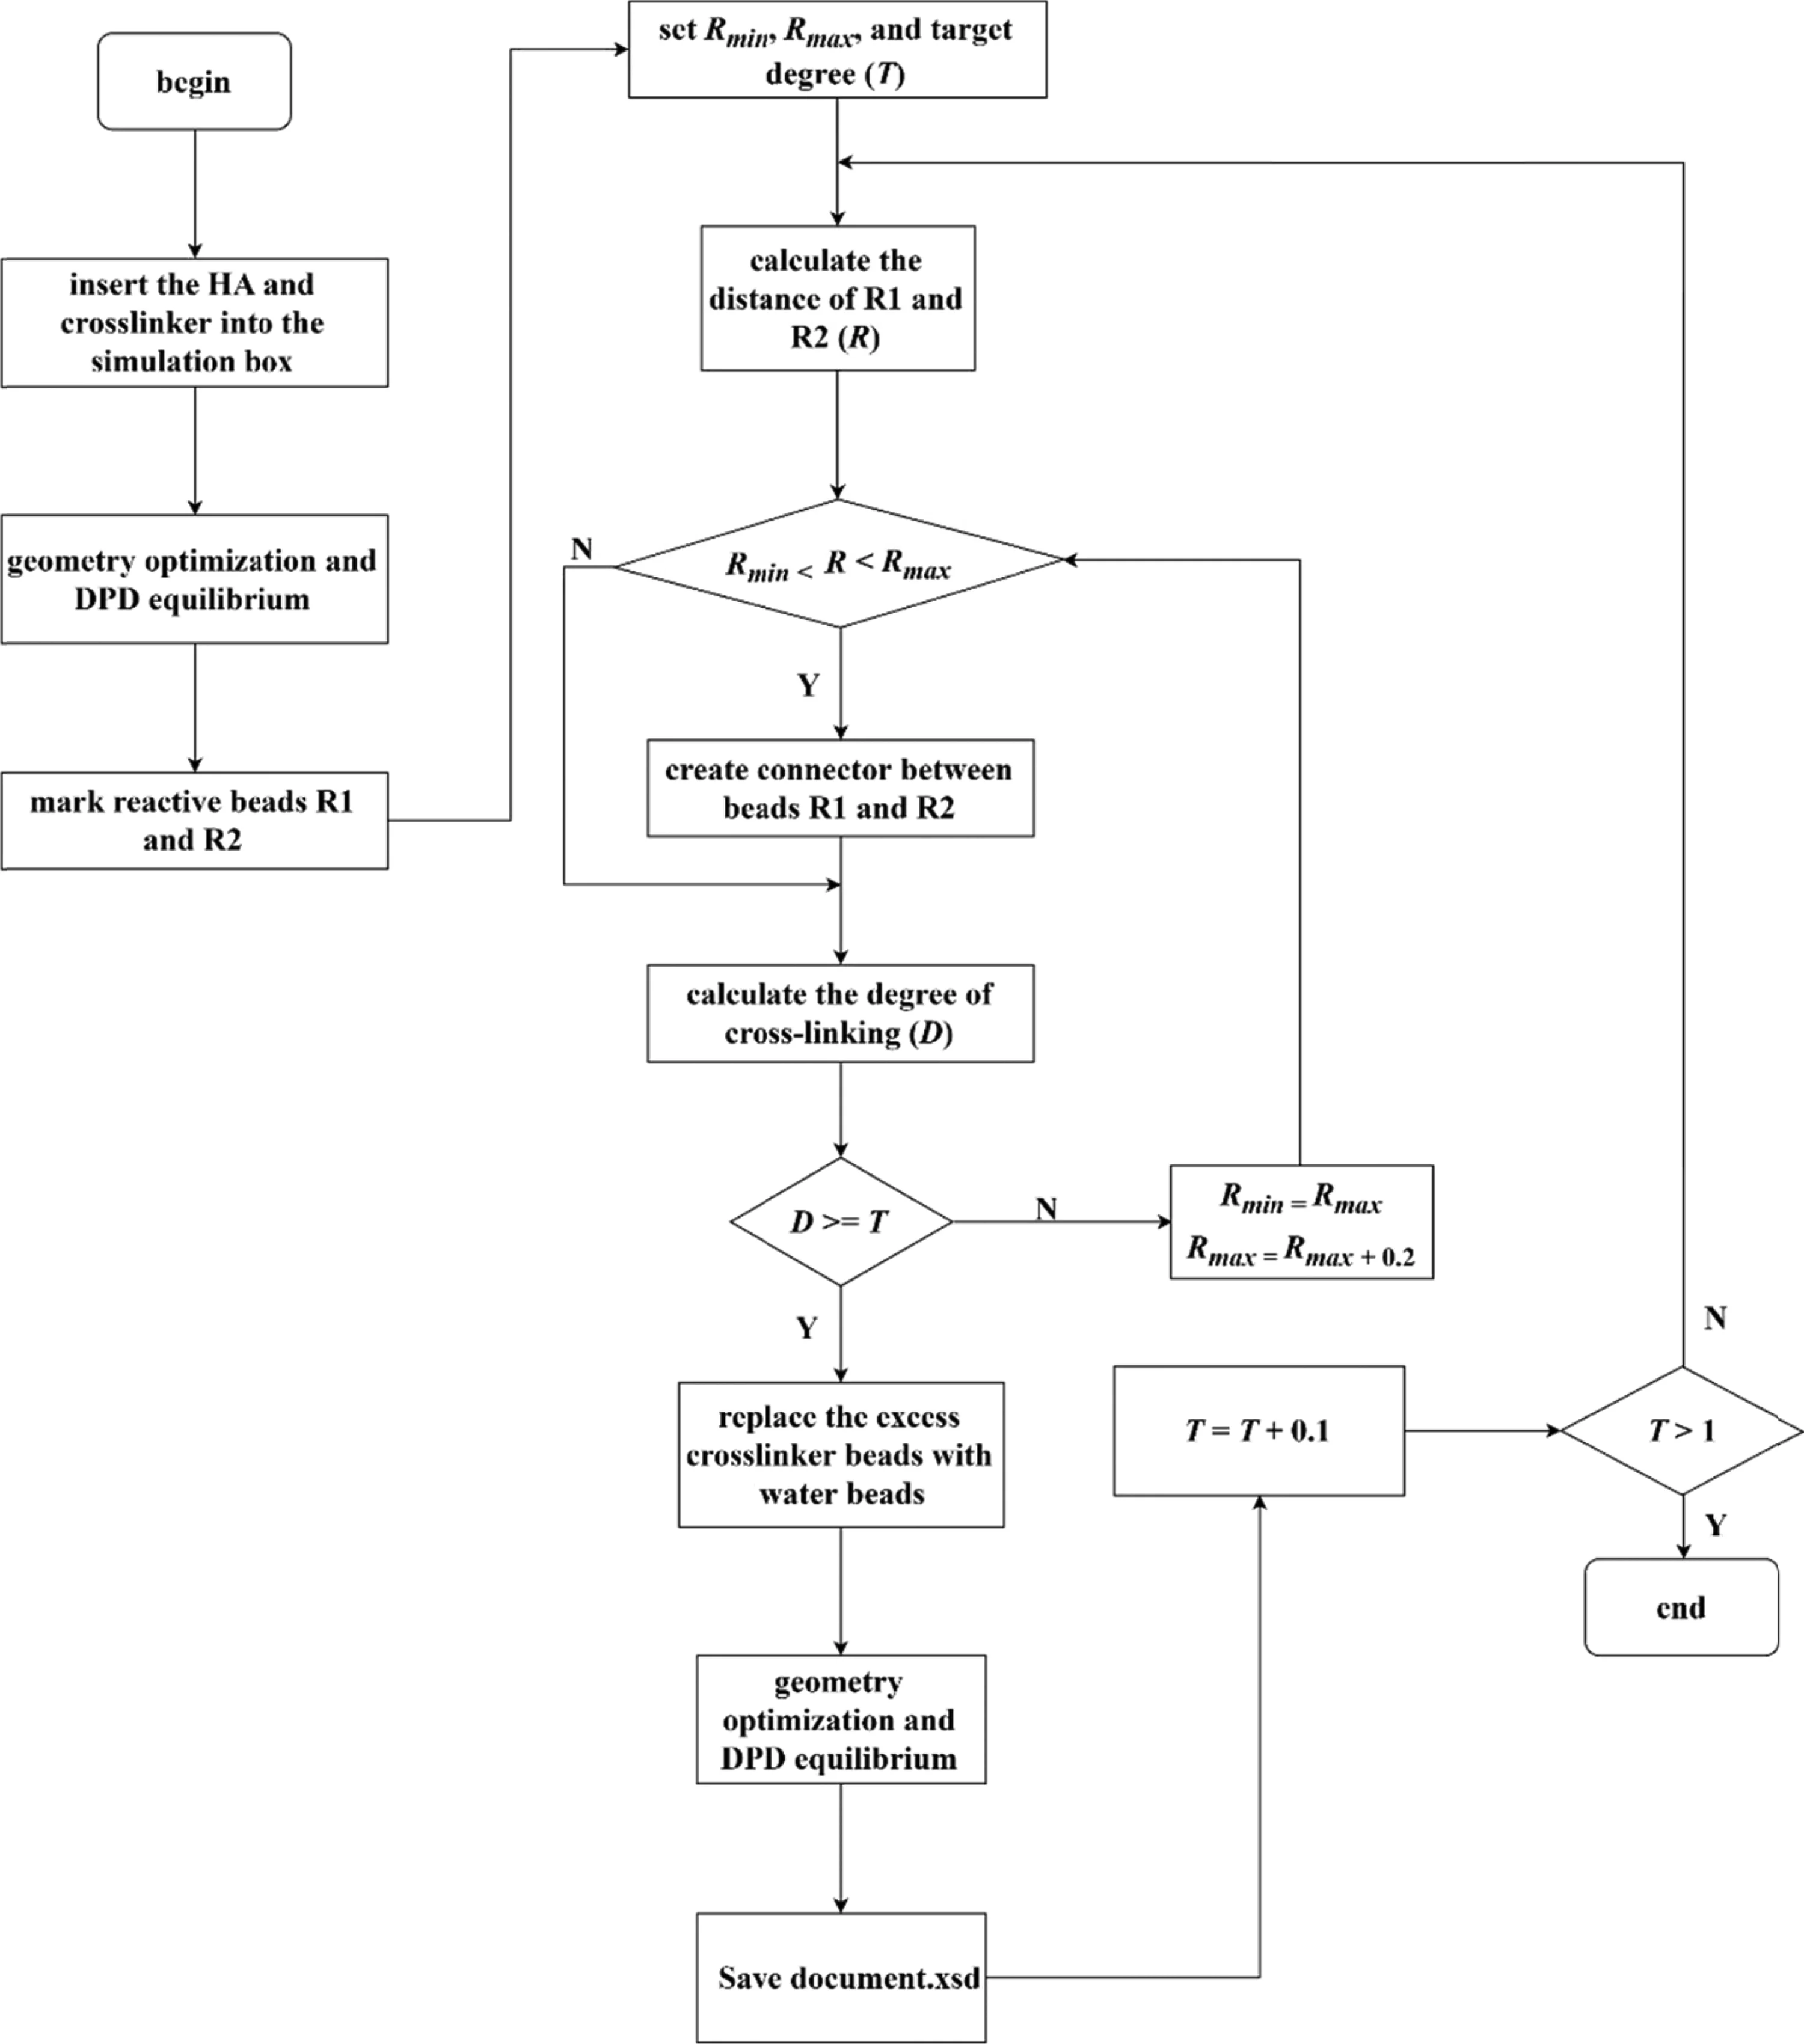 begin
insert the HA and
crosslinker into the
simulation box
geometry optimization and
DPD equilibrium
mark reactive beads R1
and R2
set Rmin, Rmax, and target
degree (T)
calculate the
distance of R1 and
R2 (R)
Rmin < R < Rmax
N
Y
create connector between
beads R1 and R2
calculate the degree of
cross-linking (D)
D >= T
N
Rmin = Rmax
Rmax = Rmax + 0.2
Y
replace the excess
crosslinker beads with
water beads
geometry
optimization and
DPD equilibrium
Save document.xsd
T = T + 0.1
T > 1
N
Y
end